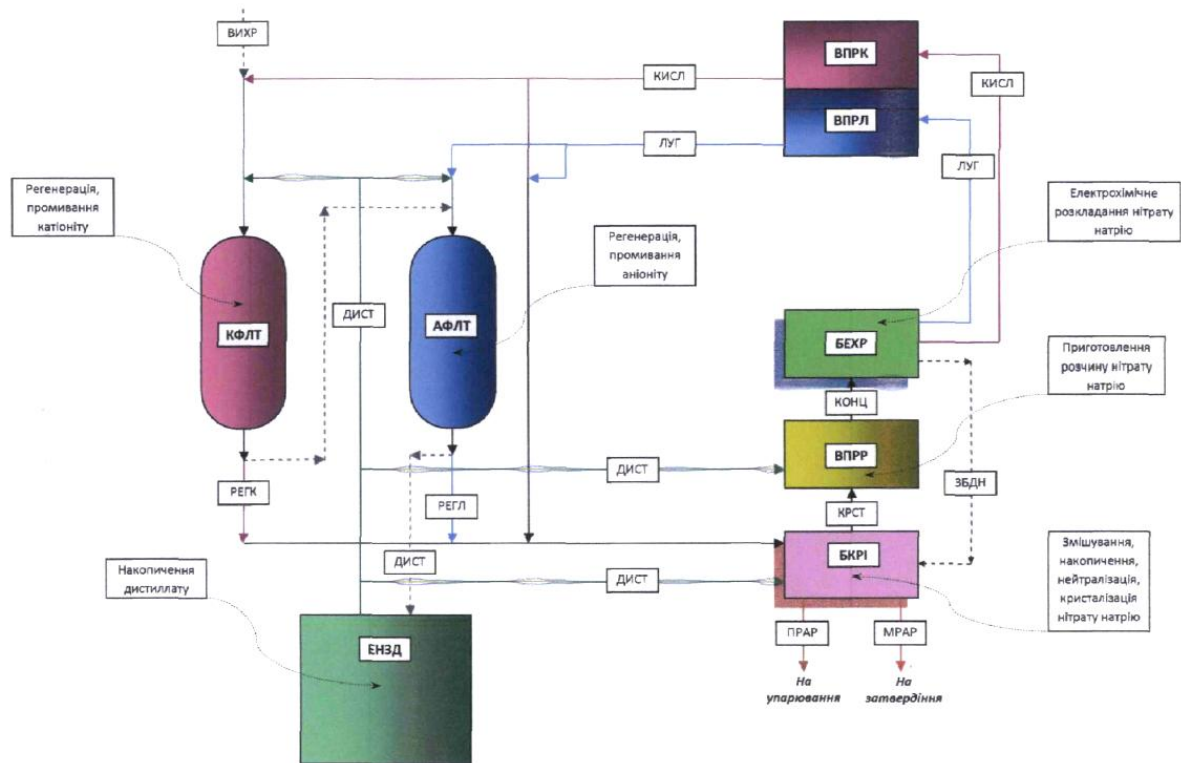 ВИХР
ВПРК
КИСЛ
КИСЛ
ВПРЛ
ЛУГ
ЛУГ
Регенерація,
промивання
катіоніту
Електрохімічне
розкладання нітрату
натрію
Регенерація,
промивання
аніоніту
ДИСТ
КФЛТ
АФЛТ
БЕХР
Приготовлення
розчину нітрату
натрію
КОНЦ
ВПРР
ДИСТ
ЗБДН
РЕГК
РЕГЛ
КРСТ
БКРІ
Змішування,
накопичення,
нейтралізація,
кристалізація
нітрату натрію
ДИСТ
ДИСТ
Накопичення
дистиллату
ПРАР
МРАР
ЕНЗД
На
упарювання
На
затвердіння